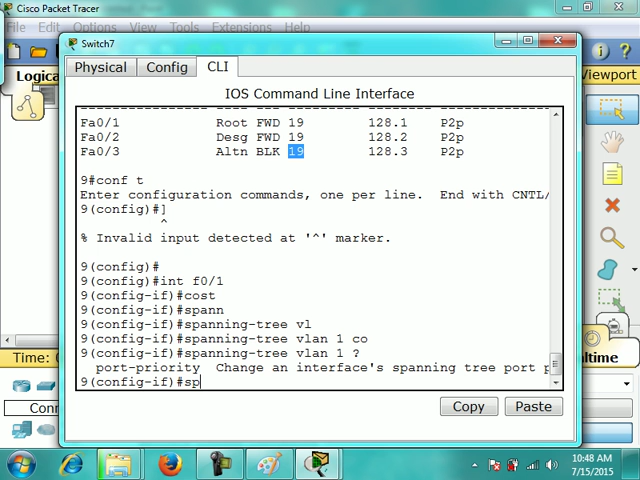 Cisco Packet Tracer
File Edit Options View Tools Extensions Help
Switch7
Logica
Viewport
Physical Config CLI
IOS Command Line Interface
Fa0/1 Root FWD 19 128.1 P2p
Fa0/2 Desg FWD 19 128.2 P2p
Fa0/3 Altn BLK 19 128.3 P2p
9#conf t
Enter configuration commands, one per line. End with CNTL/
9(config)#]
^
% Invalid input detected at '^' marker.
9(config)#
9(config)#int f0/1
9(config-if)#cost
9(config-if)#spann
9(config-if)#spanning-tree vl
9(config-if)#spanning-tree vlan 1 co
9(config-if)#spanning-tree vlan 1 ?
port-priority Change an interface's spanning tree port p
9(config-if)#sp
Copy Paste
Time: 0
ealtime
Conn
10:48 AM
7/15/2015